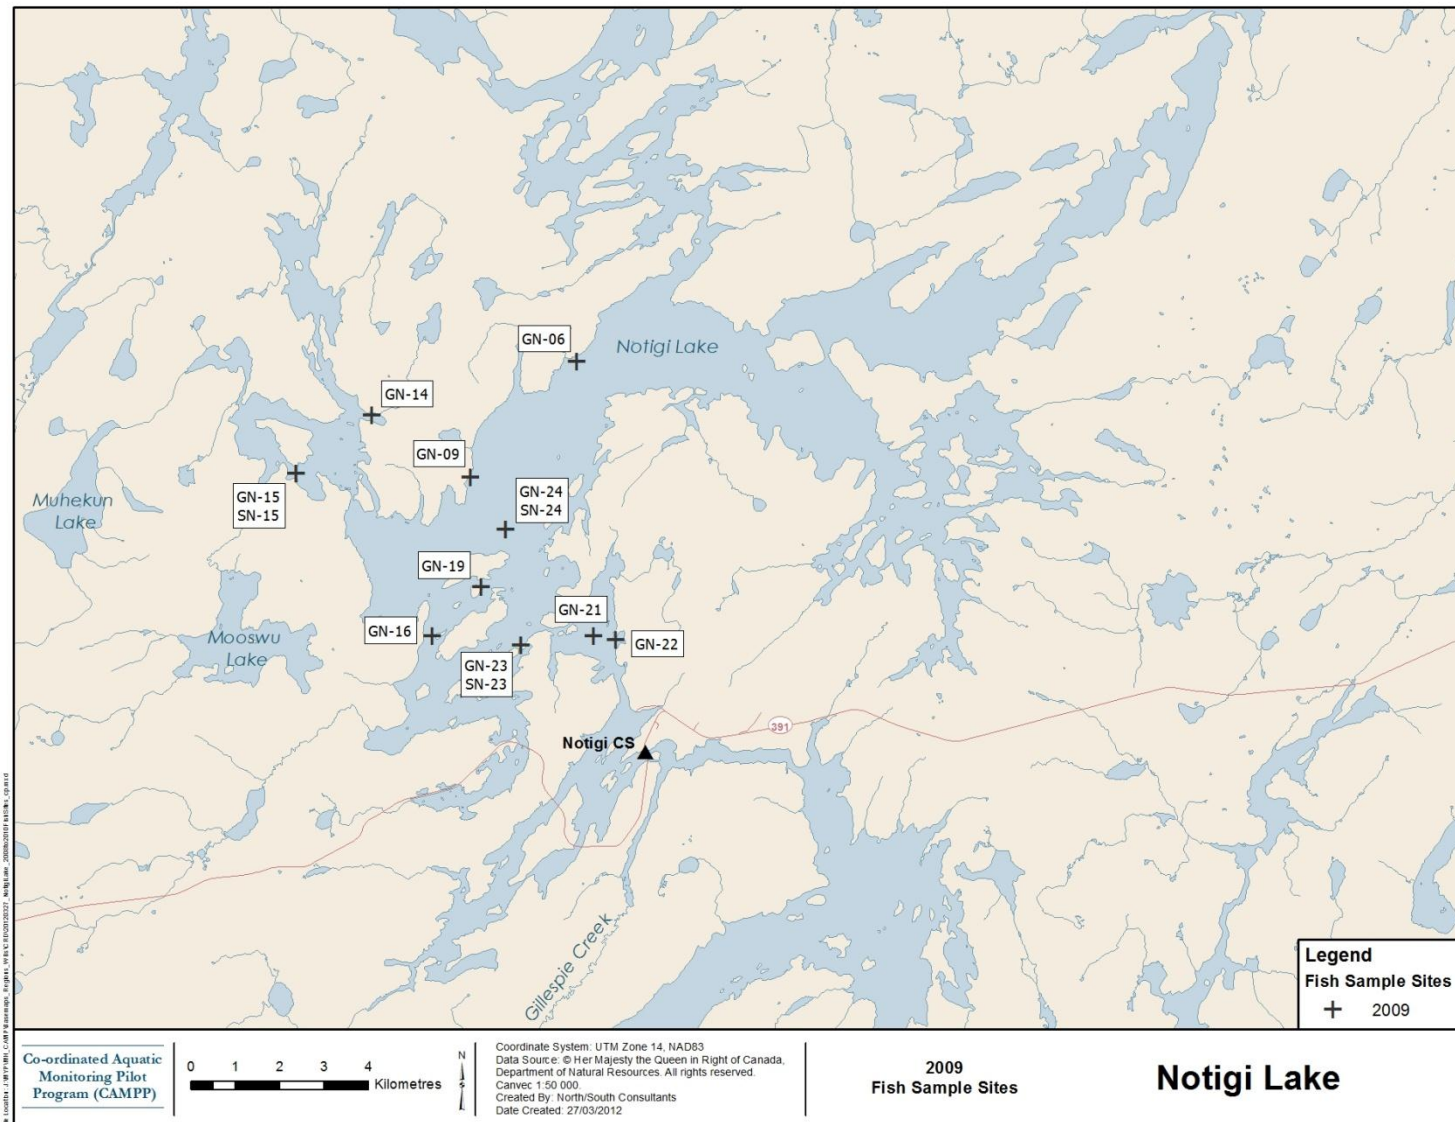 GN-06
Notigi Lake
GN-14
GN-09
GN-15
SN-15
Muhekun
Lake
GN-24
SN-24
GN-19
GN-21
GN-16
GN-22
Mooswu
Lake
GN-23
SN-23
391
Notigi CS
Gillespie Creek
Legend
Fish Sample Sites
2009
Co-ordinated Aquatic
Monitoring Pilot
Program (CAMPP)
0 1 2 3 4
Kilometres
N
Coordinate System: UTM Zone 14, NAD83
Data Source: © Her Majesty the Queen in Right of Canada,
Department of Natural Resources. All rights reserved.
Canvec 1:50 000.
Created By: North/South Consultants
Date Created: 27/03/2012
2009
Fish Sample Sites
Notigi Lake